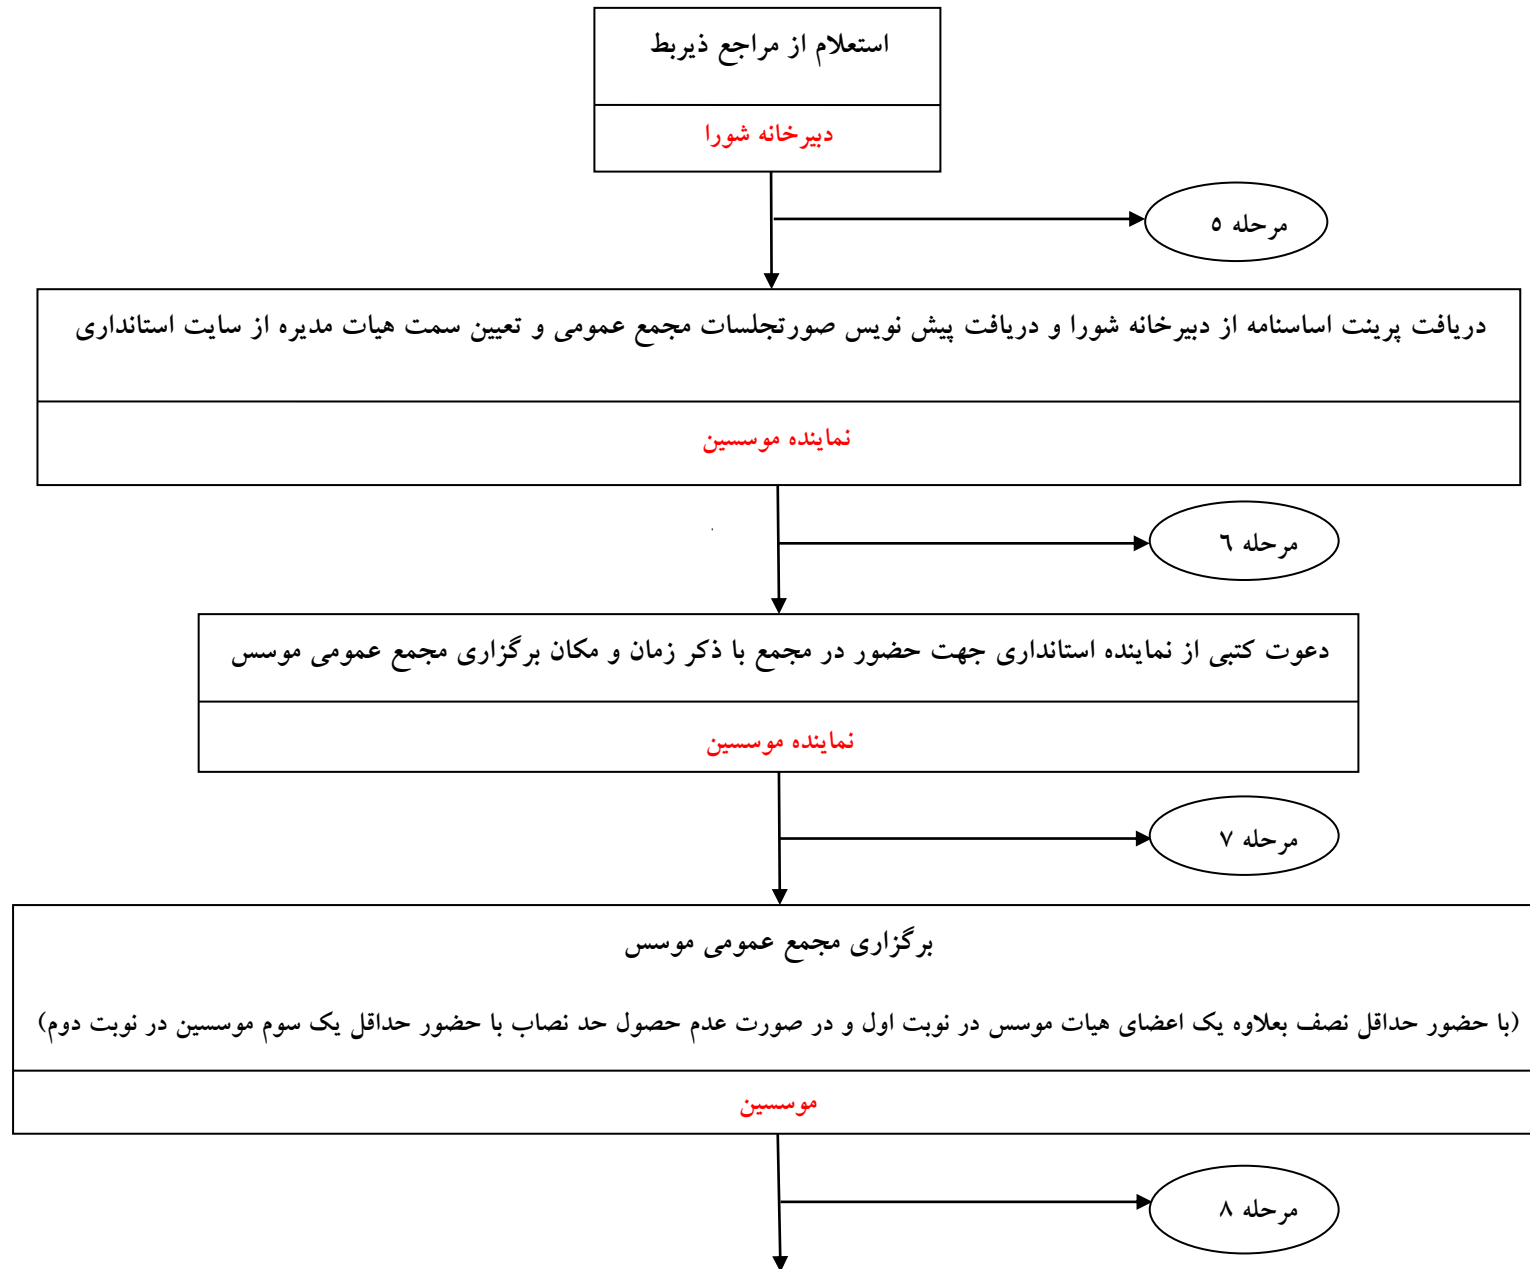 استعلام از مراجع ذیربط
دبیرخانه شورا
مرحله ٥
دریافت پرینت اساسنامه از دبیرخانه شورا و دریافت پیش نویس صورتجلسات مجمع عمومی و تعیین سمت هیات مدیره از سایت استانداری
نماینده موسسین
مرحله ٦
دعوت کتبی از نماینده استانداری جهت حضور در مجمع با ذکر زمان و مکان برگزاری مجمع عمومی موسس
نماینده موسسین
مرحله ٧
برگزاری مجمع عمومی موسس
(با حضور حداقل نصف بعلاوه یک اعضای هیات موسس در نوبت اول و در صورت عدم حصول حد نصاب با حضور حداقل یک سوم موسسین در نوبت دوم)
موسسین
مرحله ٨